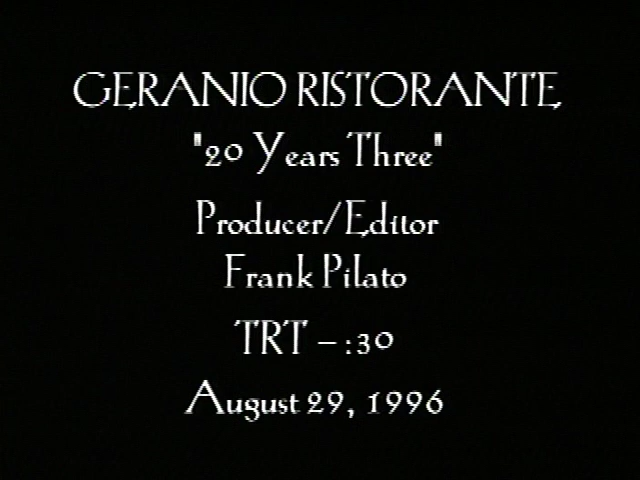 GERANIO RISTORANTE
"20 Years Three"
Producer/Editor
Frank Pilato
TRT – :30
August 29, 1996